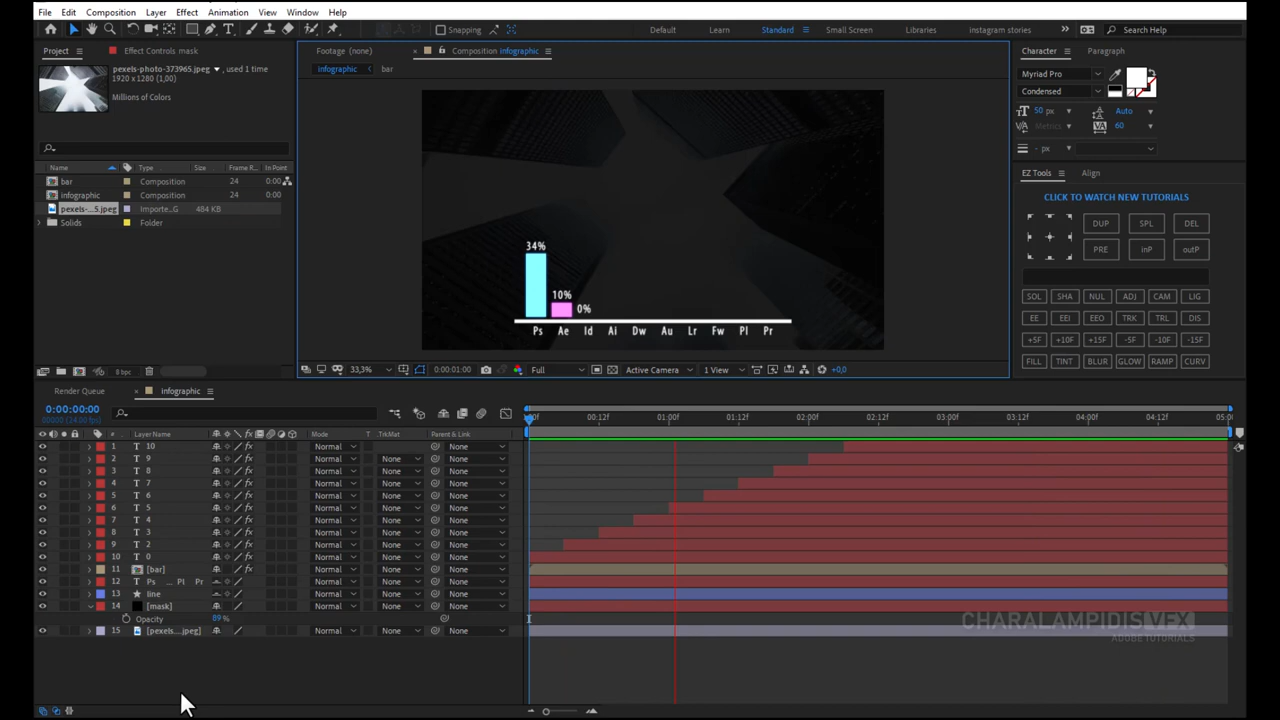 File Edit Composition Layer Effect Animation View Window Help
Snapping Default Learn Standard Small Screen Libraries Instagram stories Search Help
Project Effect Controls mask Footage (none) Composition infographic Character Paragraph
pexels-photo-373965.jpeg , used 1 time
1920 x 1280 (1,00)
Millions of Colors
infographic bar
Myriad Pro
Condensed
50 px Auto
Metrics 60
- px
Name Type Size Frame R... In Point
bar Composition 24 0:00
infographic Composition 24 0:00
pexels-...5.jpeg Importe...G 484 KB
Solids Folder
EZ Tools Align
CLICK TO WATCH NEW TUTORIALS
DUP SPL DEL
PRE inP outP
SOL SHA NUL ADJ CAM LIG
EE EEI EEO TRK TRL DIS
+5F +10F +15F -5F -10F -15F
FILL TINT BLUR GLOW RAMP CURV
34%
10%
0%
Ps Ae Id Ai Dw Au Lr Fw Pl Pr
8 bpc
33,3% 0:00:01:00 Full Active Camera 1 View +0,0
Render Queue infographic
0:00:00:00
00000 (24.00 fps)
Layer Name Mode T .TrkMat Parent & Link
:00f 00:12f 01:00f 01:12f 02:00f 02:12f 03:00f 03:12f 04:00f 04:12f 05:0
1 T 10 Normal None
2 T 9 Normal None None
3 T 8 Normal None None
4 T 7 Normal None None
5 T 6 Normal None None
6 T 5 Normal None None
7 T 4 Normal None None
8 T 3 Normal None None
9 T 2 Normal None None
10 T 0 Normal None None
11 [bar] Normal None None
12 T Ps ... Pl Pr Normal None None
13 line Normal None None
14 [mask] Normal None None
Opacity 89 %
15 [pexels....jpeg] Normal None None
CHARALAMPIDISVFX
ADOBE TUTORIALS